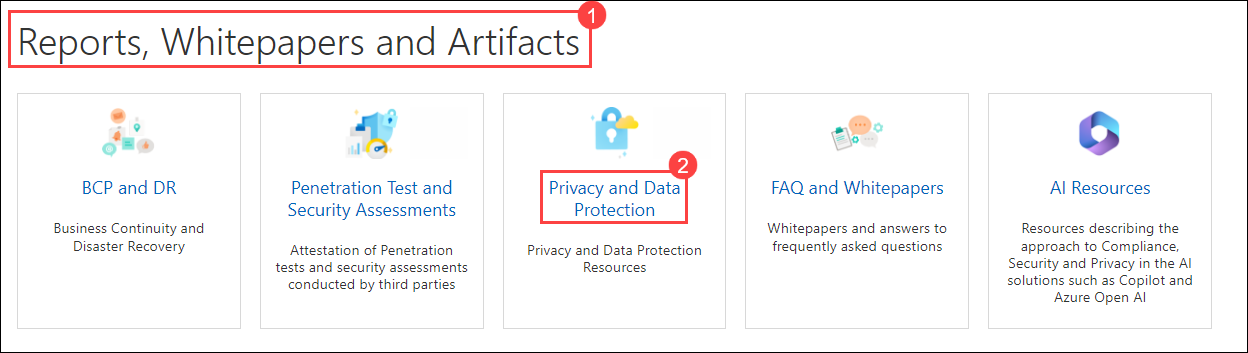 1
Reports, Whitepapers and Artifacts
BCP and DR
Business Continuity and
Disaster Recovery
Penetration Test and
Security Assessments
Attestation of Penetration
tests and security assessments
conducted by third parties
2
Privacy and Data
Protection
Privacy and Data Protection
Resources
FAQ and Whitepapers
Whitepapers and answers to
frequently asked questions
AI Resources
Resources describing the
approach to Compliance,
Security and Privacy in the AI
solutions such as Copilot and
Azure Open AI